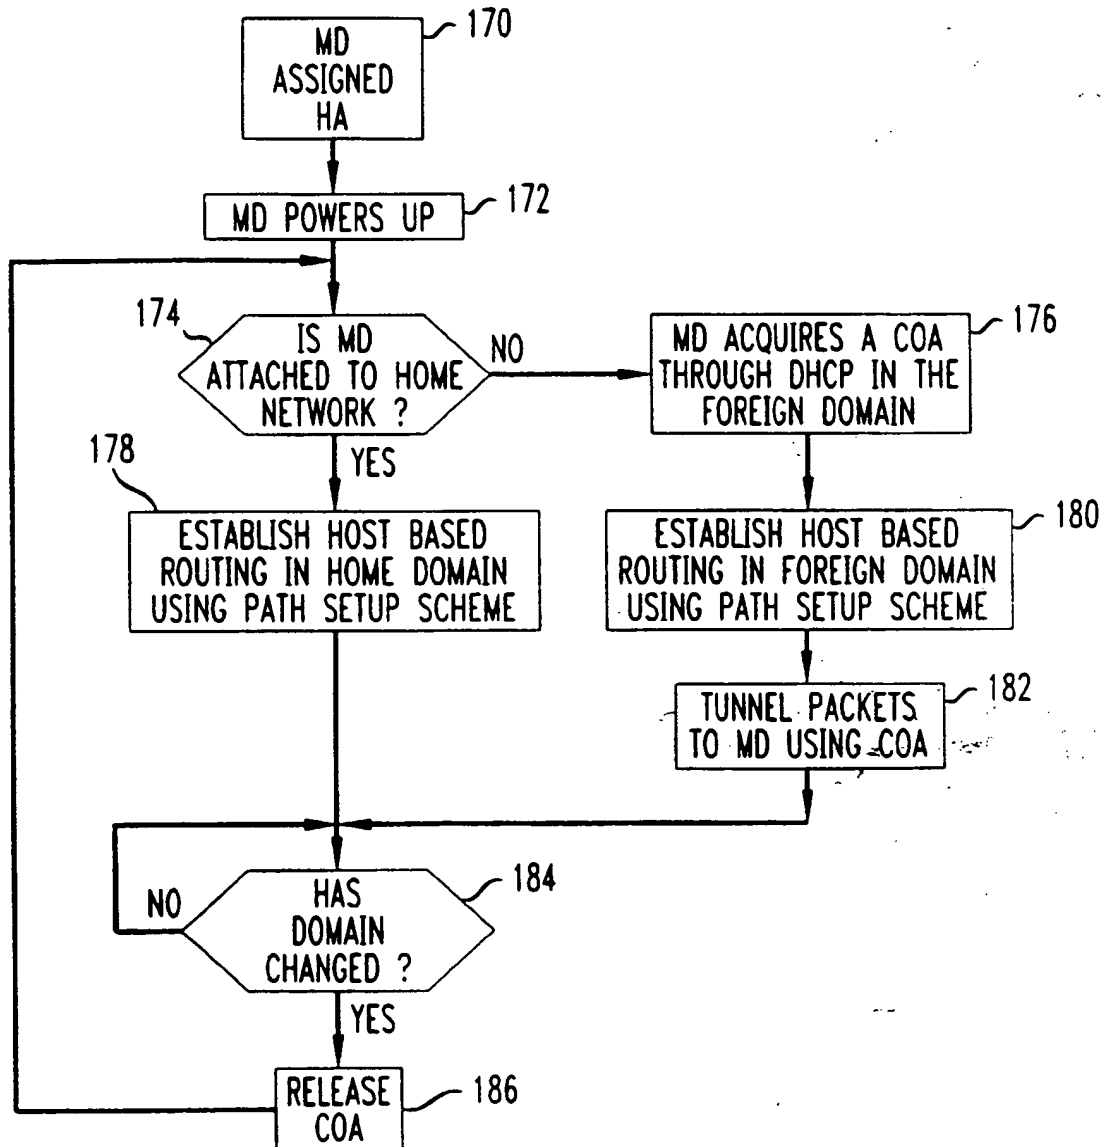 170
MD
ASSIGNED
HA
172
MD POWERS UP
174
IS MD
ATTACHED TO HOME
NETWORK ?
NO
YES
176
MD ACQUIRES A COA
THROUGH DHCP IN THE
FOREIGN DOMAIN
178
ESTABLISH HOST BASED
ROUTING IN HOME DOMAIN
USING PATH SETUP SCHEME
180
ESTABLISH HOST BASED
ROUTING IN FOREIGN DOMAIN
USING PATH SETUP SCHEME
182
TUNNEL PACKETS
TO MD USING COA
184
HAS
DOMAIN
CHANGED ?
NO
YES
RELEASE
COA
186